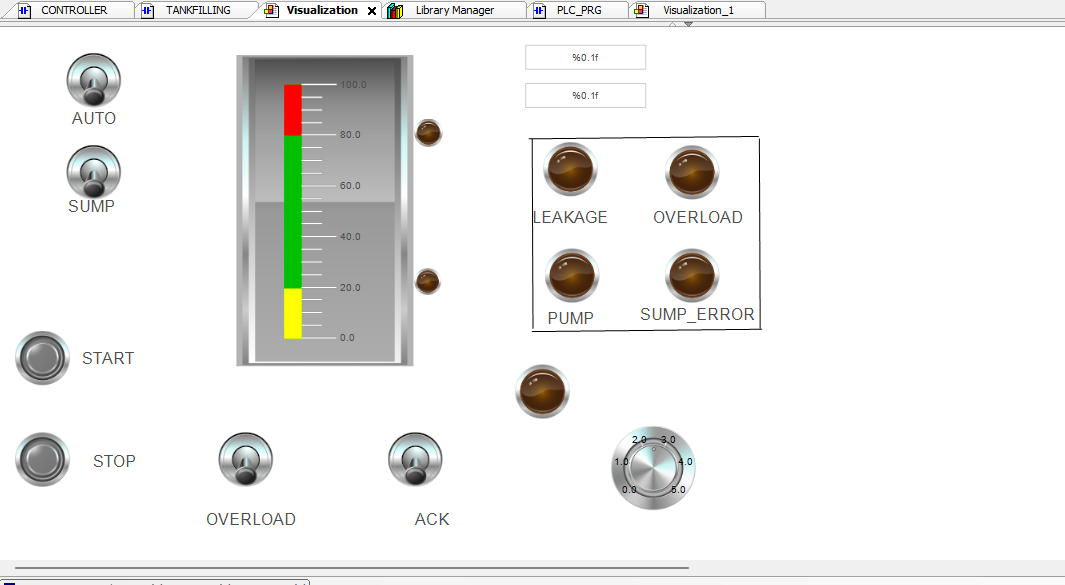 CONTROLLER TANKFILLING Visualization Library Manager PLC_PRG Visualization_1
%0.1f
%0.1f
AUTO
SUMP
100.0
80.0
60.0
40.0
20.0
0.0
LEAKAGE OVERLOAD
PUMP SUMP_ERROR
START
STOP
OVERLOAD ACK
2.0 3.0
1.0 4.0
0.0 5.0